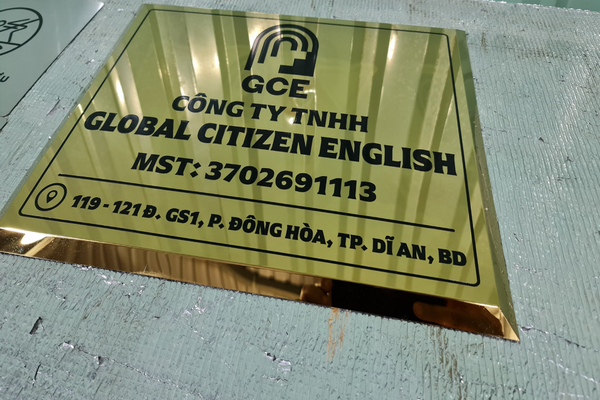 GCE
CÔNG TY TNHH
GLOBAL CITIZEN ENGLISH
MST: 3702691113
119 - 121 Đ. GS1, P. ĐÔNG HÒA, TP. DĨ AN, BD